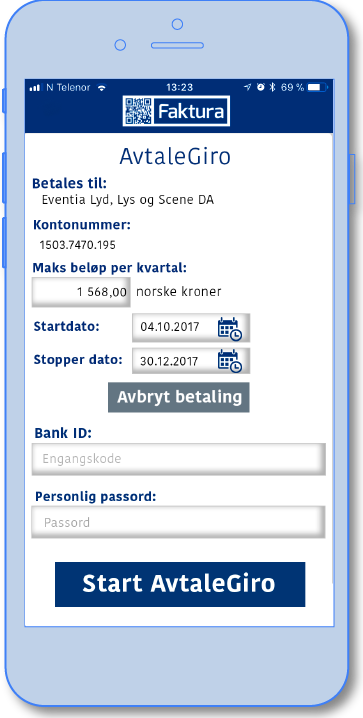 N Telenor 13:23 69 %
Faktura
AvtaleGiro
Betales til:
Eventia Lyd, Lys og Scene DA
Kontonummer:
1503.7470.195
Maks beløp per kvartal:
1 568,00 norske kroner
Startdato: 04.10.2017
Stopper dato: 30.12.2017
Avbryt betaling
Bank ID:
Engangskode
Personlig passord:
Passord
Start AvtaleGiro